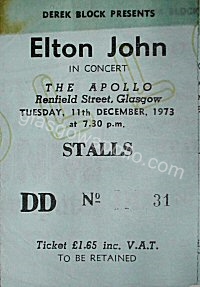 DEREK BLOCK PRESENTS
Elton John
IN CONCERT
THE APOLLO
Renfield Street, Glasgow
TUESDAY, 11th DECEMBER, 1973
at 7.30 p.m.
STALLS
DD No 31
Ticket £1.65 inc. V.A.T.
TO BE RETAINED